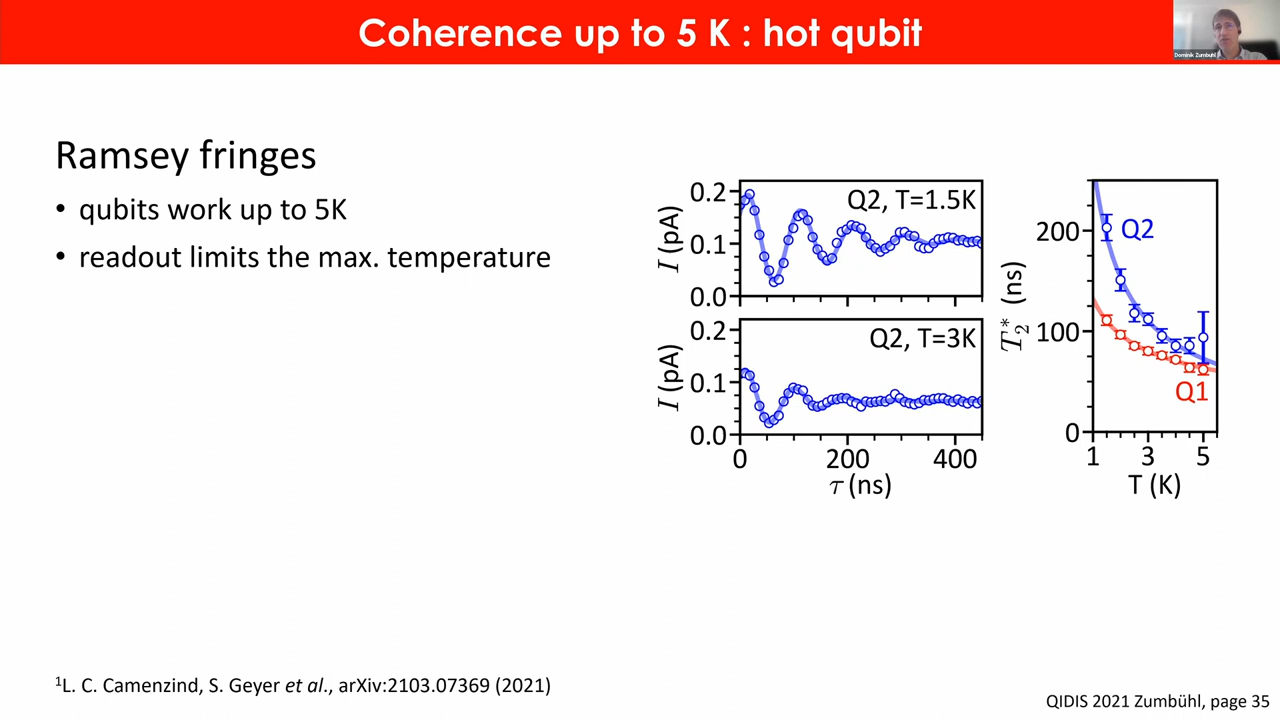 Coherence up to 5 K : hot qubit
Dominik Zumbühl
Ramsey fringes
• qubits work up to 5K
• readout limits the max. temperature
0.2
0.1
0.0
I (pA)
Q2, T=1.5K
0.2
0.1
0.0
I (pA)
Q2, T=3K
0 200 400
τ (ns)
200
100
0
T₂* (ns)
Q2
Q1
1 3 5
T (K)
¹L. C. Camenzind, S. Geyer et al., arXiv:2103.07369 (2021)
QIDIS 2021 Zumbühl, page 35